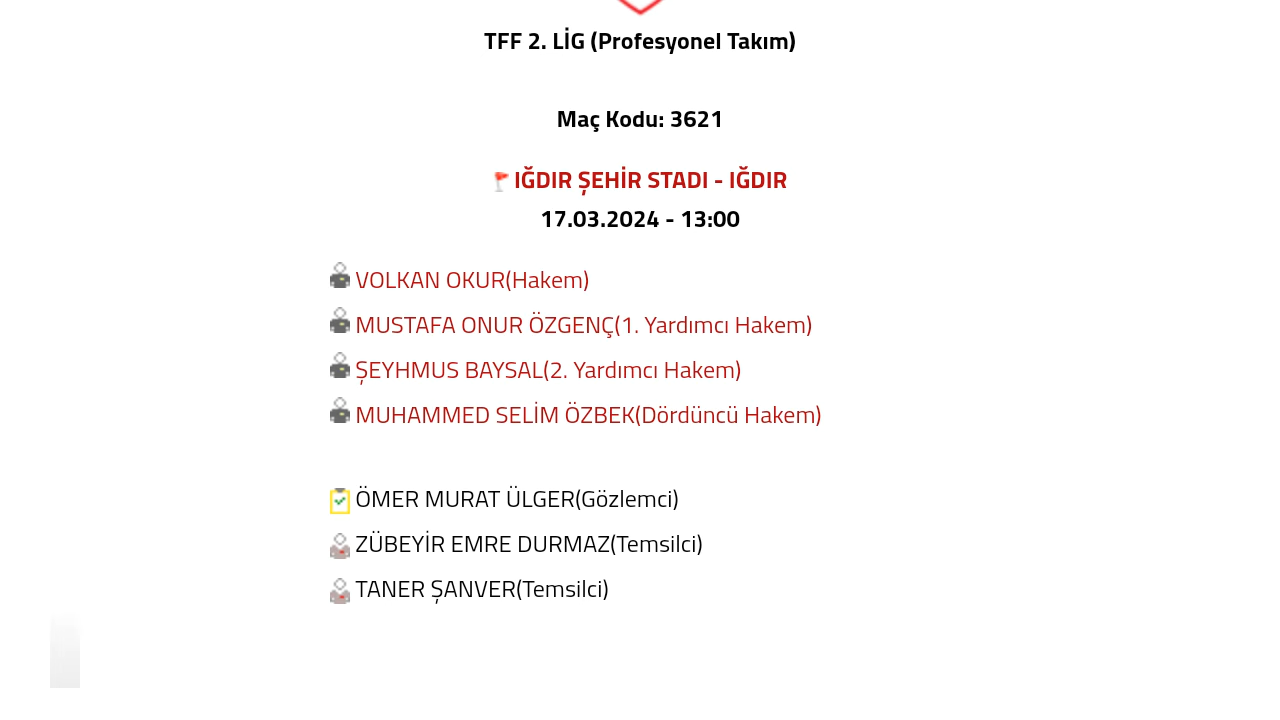 TFF 2. LİG (Profesyonel Takım)
Maç Kodu: 3621
IĞDIR ŞEHİR STADI - IĞDIR
17.03.2024 - 13:00
VOLKAN OKUR(Hakem)
MUSTAFA ONUR ÖZGENÇ(1. Yardımcı Hakem)
ŞEYHMUS BAYSAL(2. Yardımcı Hakem)
MUHAMMED SELİM ÖZBEK(Dördüncü Hakem)
ÖMER MURAT ÜLGER(Gözlemci)
ZÜBEYİR EMRE DURMAZ(Temsilci)
TANER ŞANVER(Temsilci)